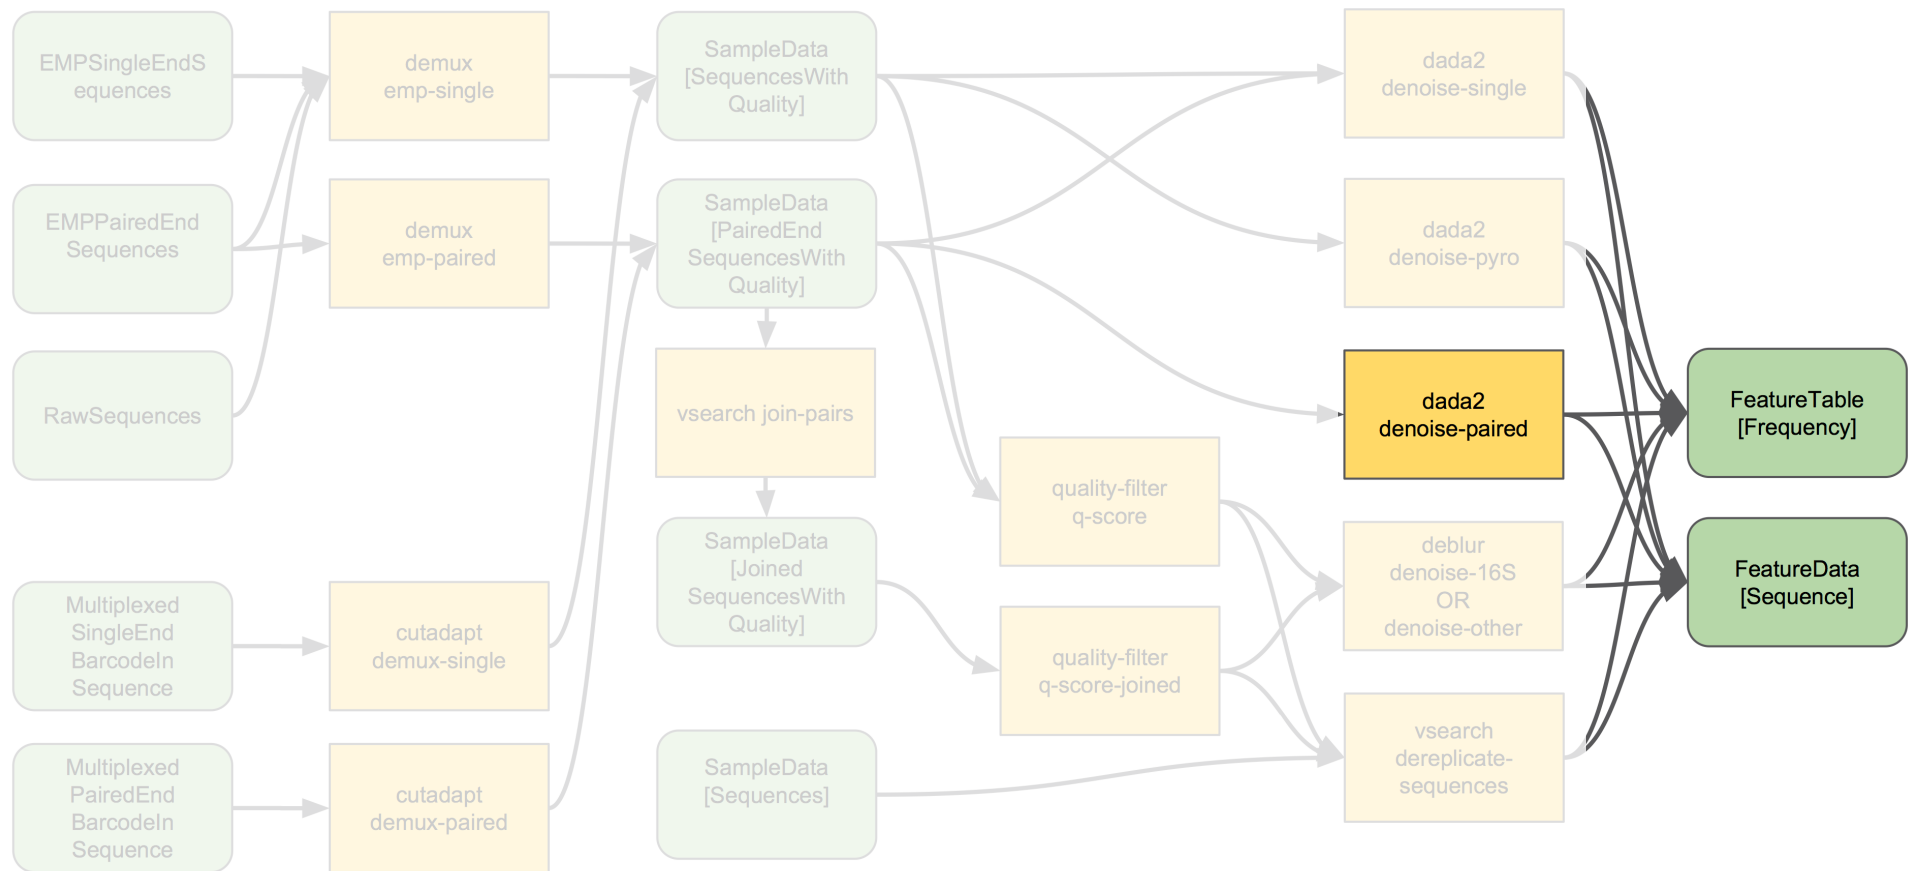 EMPSingleEndS
equences
demux
emp-single
SampleData
[SequencesWith
Quality]
dada2
denoise-single
EMPPairedEnd
Sequences
demux
emp-paired
SampleData
[PairedEnd
SequencesWith
Quality]
dada2
denoise-pyro
RawSequences
vsearch join-pairs
dada2
denoise-paired
FeatureTable
[Frequency]
quality-filter
q-score
SampleData
[Joined
SequencesWith
Quality]
deblur
denoise-16S
OR
denoise-other
FeatureData
[Sequence]
Multiplexed
SingleEnd
BarcodeIn
Sequence
cutadapt
demux-single
quality-filter
q-score-joined
Multiplexed
PairedEnd
BarcodeIn
Sequence
cutadapt
demux-paired
SampleData
[Sequences]
vsearch
dereplicate-
sequences